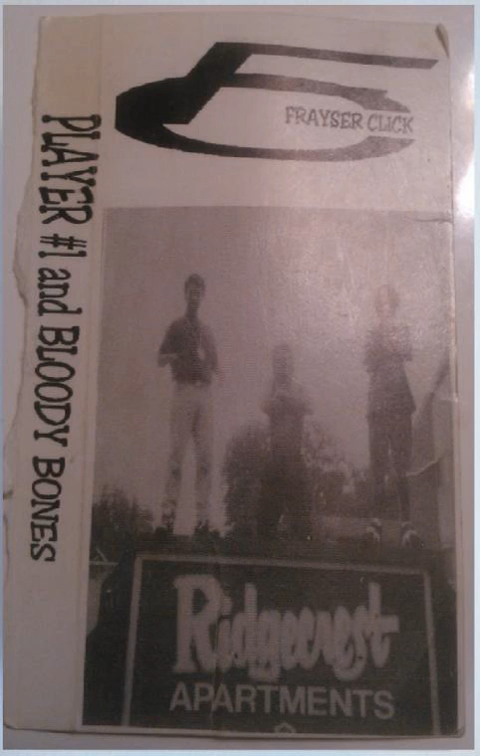 FRAYSER CLICK
PLAYER #1 and BLOODY BONES
Ridgecrest
APARTMENTS